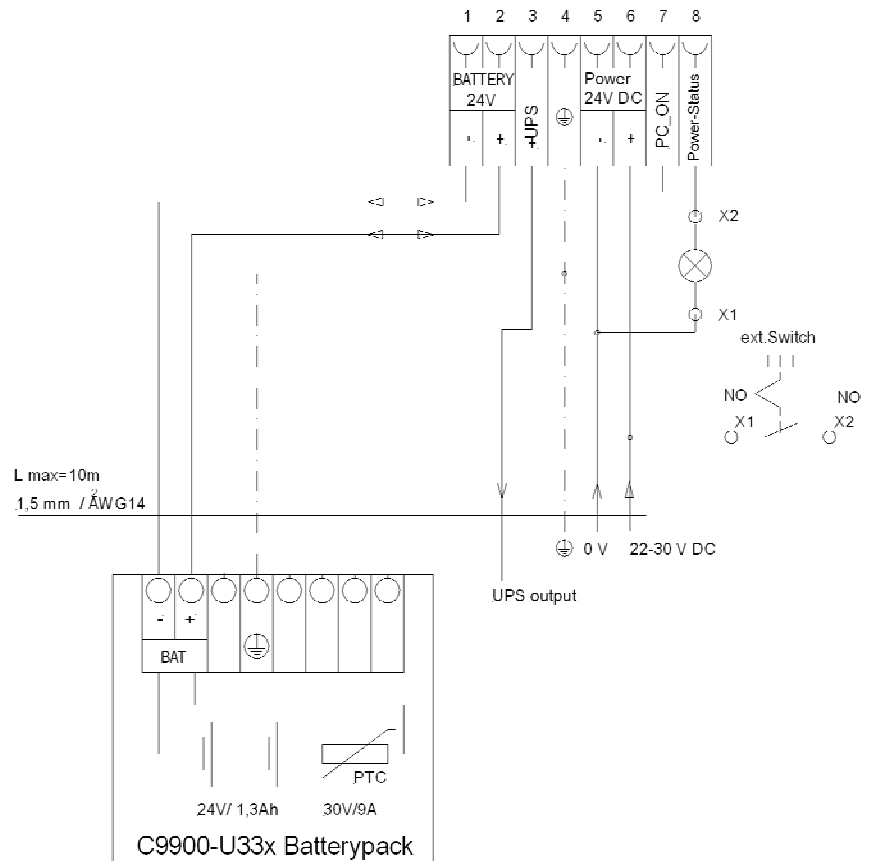 1 2 3 4 5 6 7 8
BATTERY
24V
- +
+UPS
Power
24V DC
- +
PC_ON
Power-Status
X2
X1
ext.Switch
NO NO
X1 X2
L max=10m
1,5 mm² / AWG14
0 V 22-30 V DC
UPS output
- +
BAT
PTC
24V/ 1,3Ah 30V/9A
C9900-U33x Batterypack